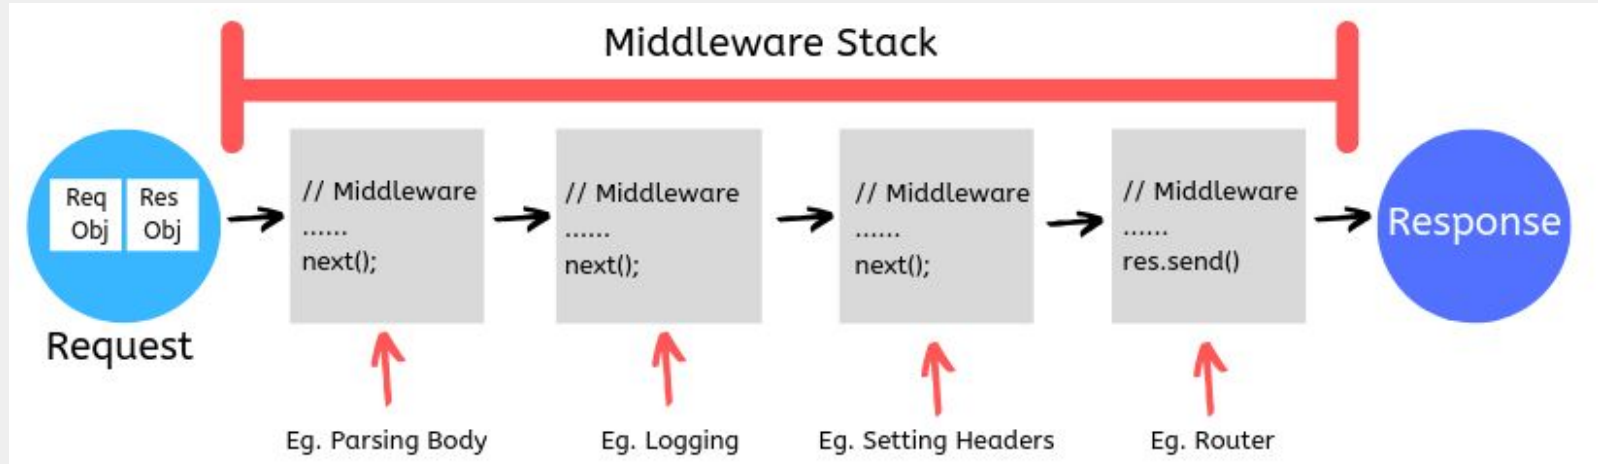 Middleware Stack
Req Obj
Res Obj
Request
// Middleware
......
next();
// Middleware
......
next();
// Middleware
......
next();
// Middleware
......
res.send()
Response
Eg. Parsing Body
Eg. Logging
Eg. Setting Headers
Eg. Router